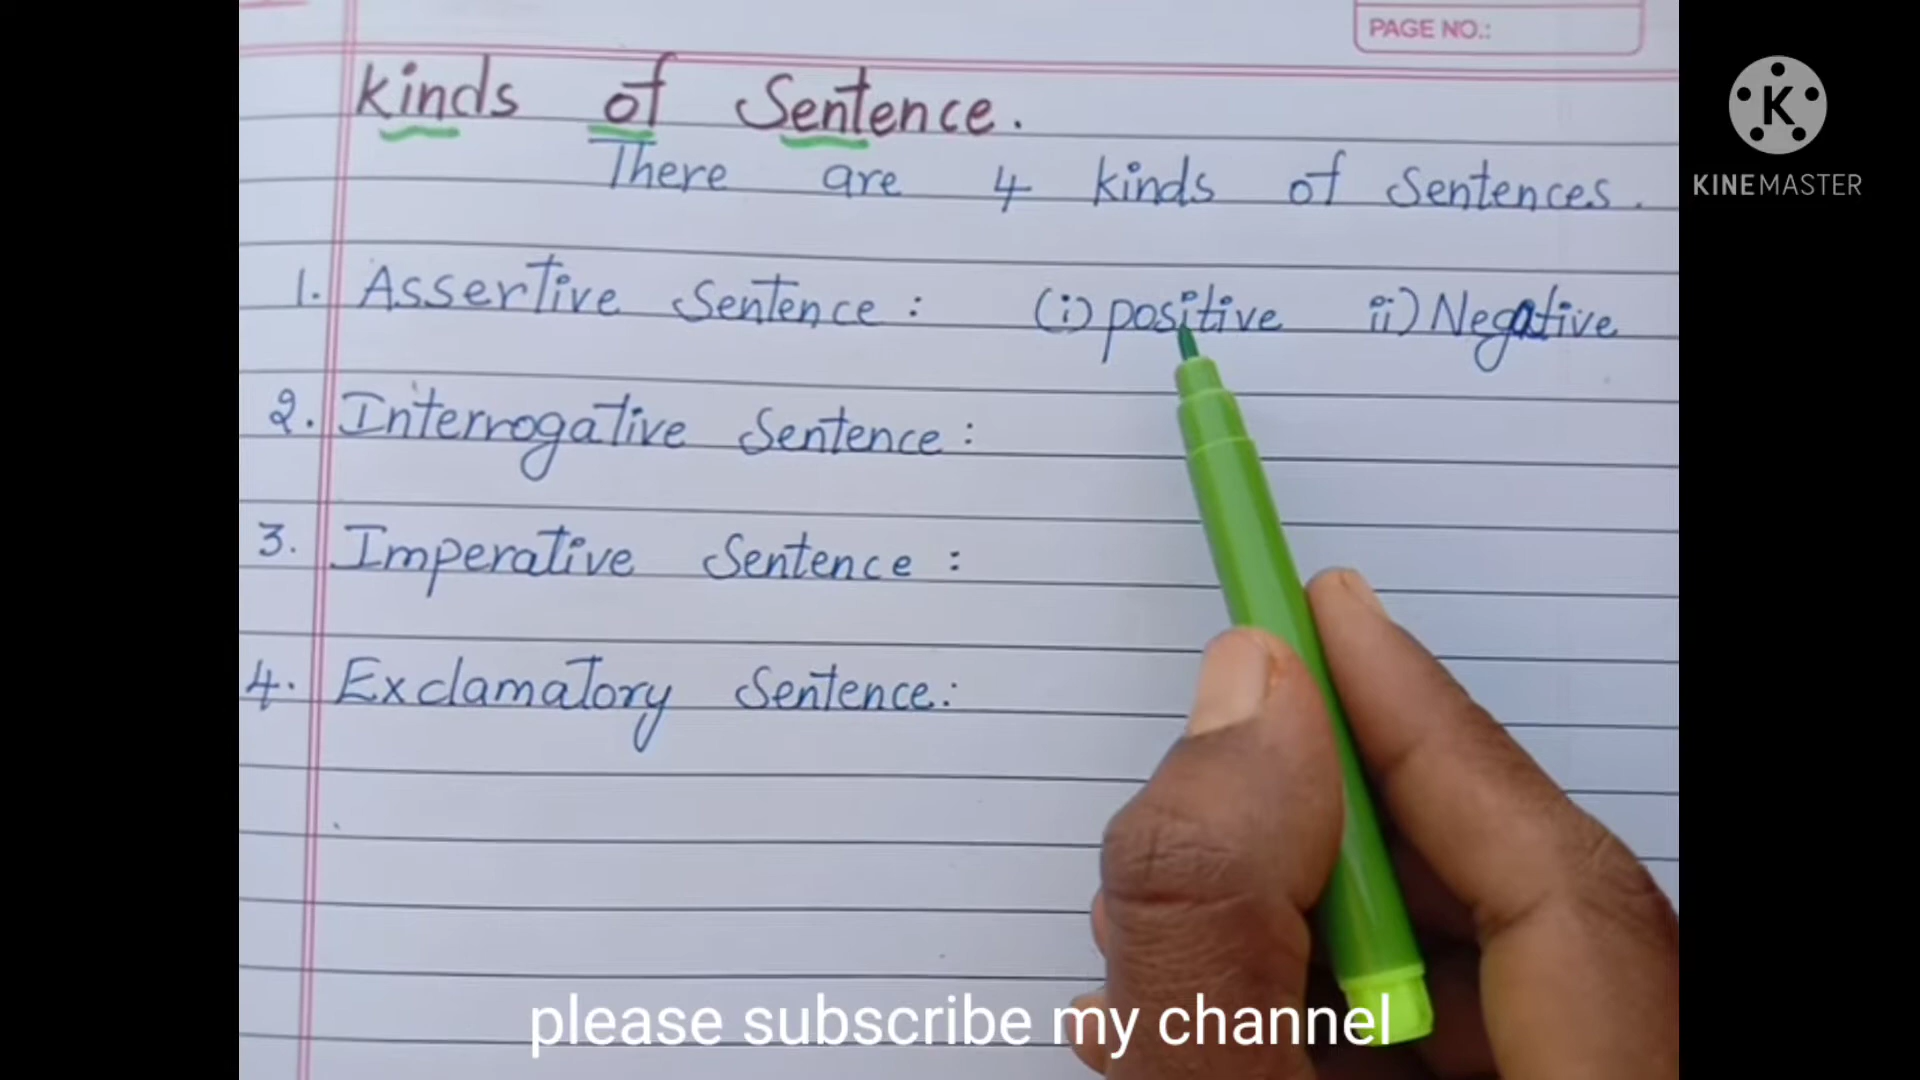 PAGE NO.:
kinds of Sentence.
There are 4 kinds of Sentences.
1. Assertive Sentence : (i) positive ii) Negative
2. Interrogative Sentence :
3. Imperative Sentence :
4. Exclamatory Sentence :
K
KINEMASTER
please subscribe my channel